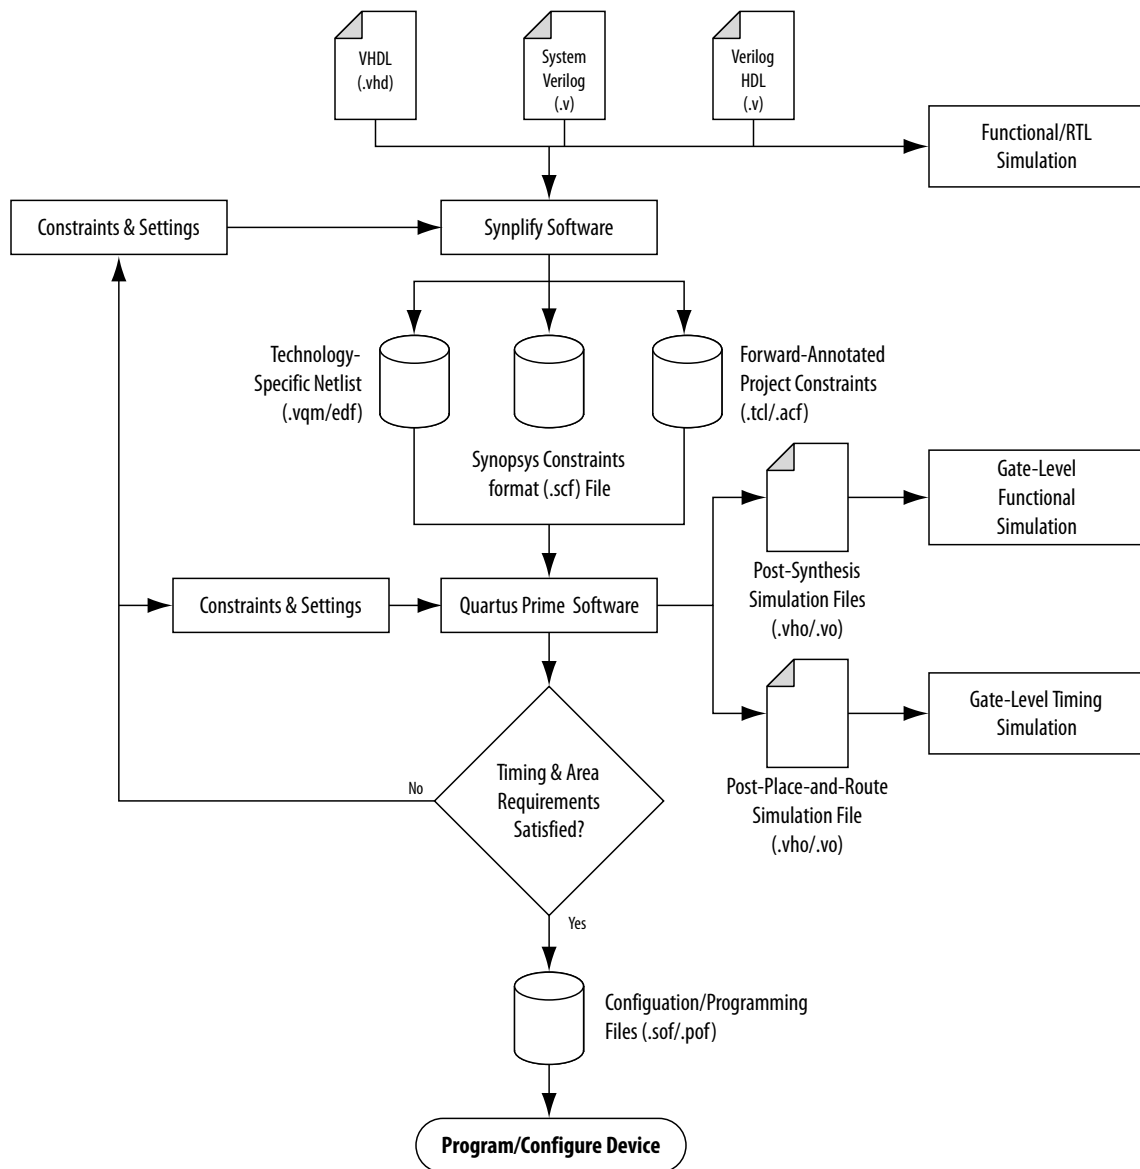 VHDL
(.vhd)
System
Verilog
(.v)
Verilog
HDL
(.v)
Functional/RTL
Simulation
Constraints & Settings
Synplify Software
Technology-
Specific Netlist
(.vqm/edf)
Forward-Annotated
Project Constraints
(.tcl/.acf)
Synopsys Constraints
format (.scf) File
Gate-Level
Functional
Simulation
Post-Synthesis
Simulation Files
(.vho/.vo)
Constraints & Settings
Quartus Prime Software
Gate-Level Timing
Simulation
Post-Place-and-Route
Simulation File
(.vho/.vo)
No
Timing & Area
Requirements
Satisfied?
Yes
Configuation/Programming
Files (.sof/.pof)
Program/Configure Device